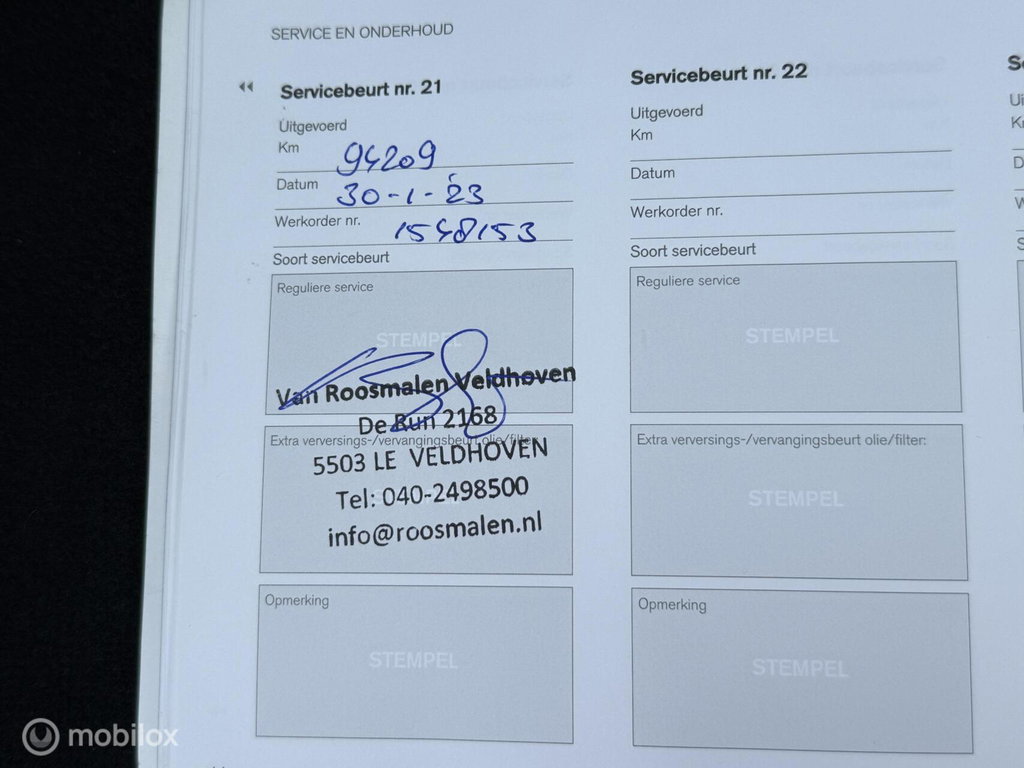 SERVICE EN ONDERHOUD
Servicebeurt nr. 21
Uitgevoerd
Km 94209
Datum 30-1-'23
Werkorder nr. 1548153
Soort servicebeurt
Reguliere service
STEMPEL
Van Roosmalen Veldhoven
De Run 2168
Extra verversings-/vervangingsbeurt olie/filter:
5503 LE VELDHOVEN
Tel: 040-2498500
info@roosmalen.nl
Opmerking
STEMPEL
Servicebeurt nr. 22
Uitgevoerd
Km
Datum
Werkorder nr.
Soort servicebeurt
Reguliere service
STEMPEL
Extra verversings-/vervangingsbeurt olie/filter:
STEMPEL
Opmerking
STEMPEL
mobilox